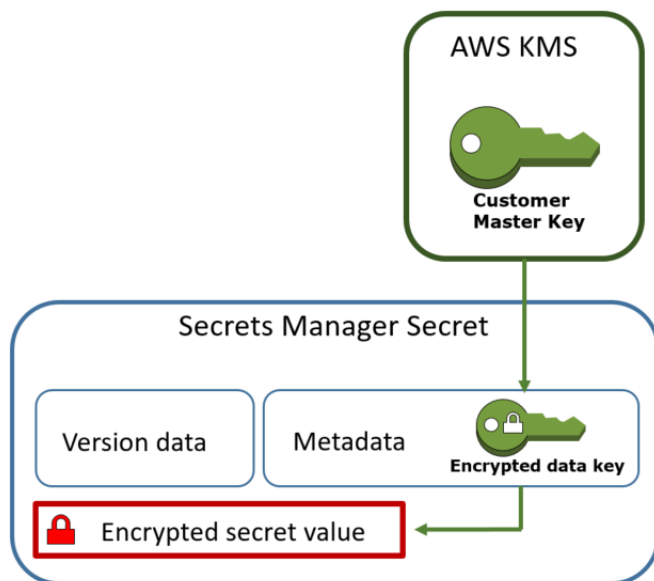 AWS KMS
Customer
Master Key
Secrets Manager Secret
Version data
Metadata
Encrypted data key
Encrypted secret value